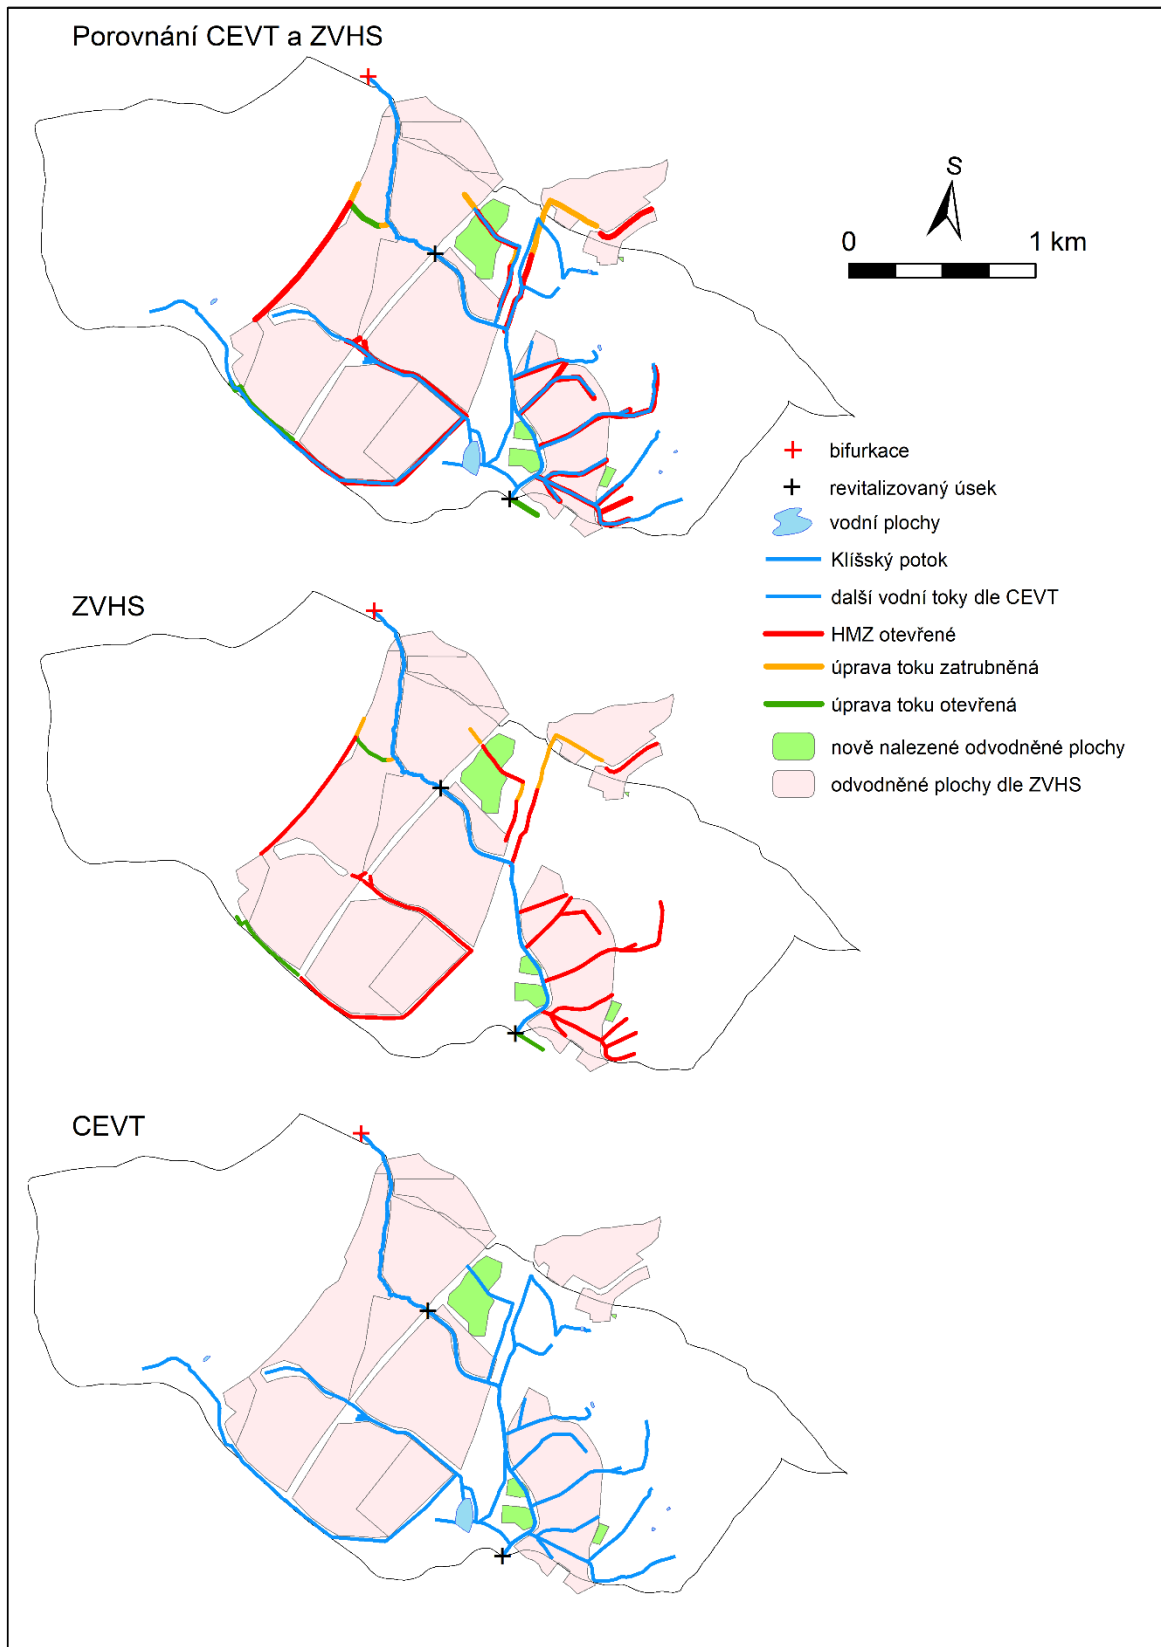 Porovnání CEVT a ZVHS
S
0 1 km
bifurkace
revitalizovaný úsek
vodní plochy
Klíšský potok
další vodní toky dle CEVT
HMZ otevřené
úprava toku zatrubněná
úprava toku otevřená
nově nalezené odvodněné plochy
odvodněné plochy dle ZVHS
ZVHS
CEVT